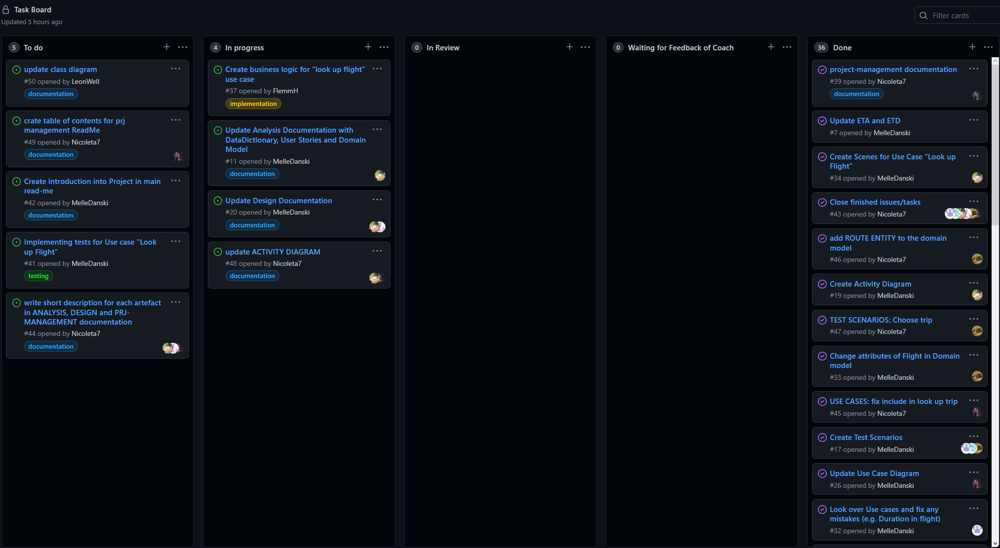 Task Board
Updated 5 hours ago
Filter cards
5 To do
update class diagram
#50 opened by LeonWell
documentation
crate table of contents for prj
management ReadMe
#49 opened by Nicoleta7
documentation
Create introduction into Project in main
read-me
#42 opened by MelleDanski
documentation
Implementing tests for Use case "Look
up Flight"
#41 opened by MelleDanski
testing
write short description for each artefact
in ANALYSIS, DESIGN and PRJ-
MANAGEMENT documentation
#44 opened by Nicoleta7
documentation
4 In progress
Create business logic for "look up flight"
use case
#37 opened by FlemmH
implementation
Update Analysis Documentation with
DataDictionary, User Stories and Domain
Model
#11 opened by MelleDanski
documentation
Update Design Documentation
#20 opened by MelleDanski
documentation
update ACTIVITY DIAGRAM
#48 opened by Nicoleta7
documentation
0 In Review
0 Waiting for Feedback of Coach
36 Done
project-management documentation
#39 opened by Nicoleta7
documentation
Update ETA and ETD
#7 opened by MelleDanski
Create Scenes for Use Case "Look up
Flight"
#34 opened by MelleDanski
Close finished issues/tasks
#43 opened by Nicoleta7
add ROUTE ENTITY to the domain
model
#46 opened by Nicoleta7
Create Activity Diagram
#19 opened by MelleDanski
TEST SCENARIOS: Choose trip
#47 opened by Nicoleta7
Change attributes of Flight in Domain
model
#33 opened by MelleDanski
USE CASES: fix include in look up trip
#45 opened by Nicoleta7
Create Test Scenarios
#17 opened by MelleDanski
Update Use Case Diagram
#26 opened by MelleDanski
Look over Use cases and fix any
mistakes (e.g. Duration in flight)
#32 opened by MelleDanski